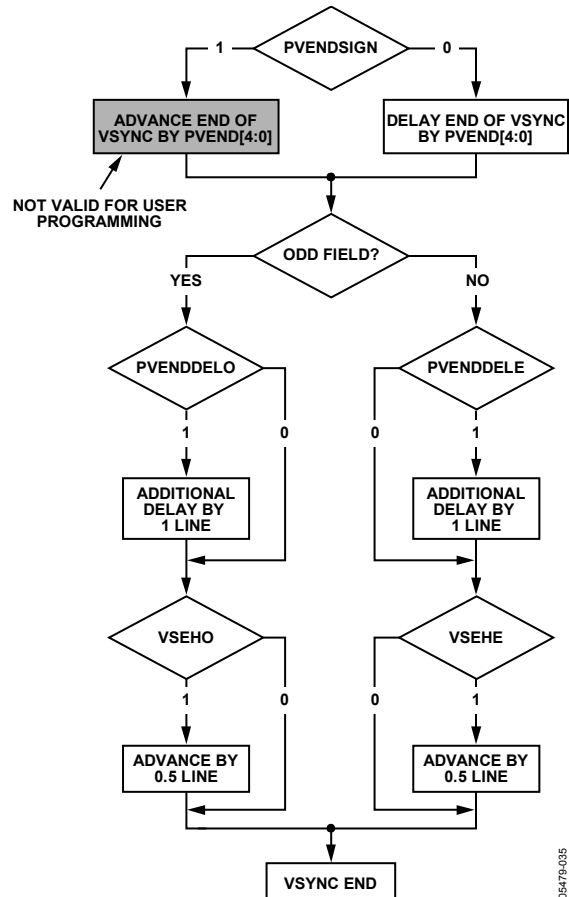 PVENDSIGN
1
0
ADVANCE END OF
VSYNC BY PVEND[4:0]
DELAY END OF VSYNC
BY PVEND[4:0]
NOT VALID FOR USER
PROGRAMMING
ODD FIELD?
YES
NO
PVENDDELO
PVENDDELE
1
0
0
1
ADDITIONAL
DELAY BY
1 LINE
ADDITIONAL
DELAY BY
1 LINE
VSEHO
VSEHE
1
0
0
1
ADVANCE BY
0.5 LINE
ADVANCE BY
0.5 LINE
VSYNC END
05479-035